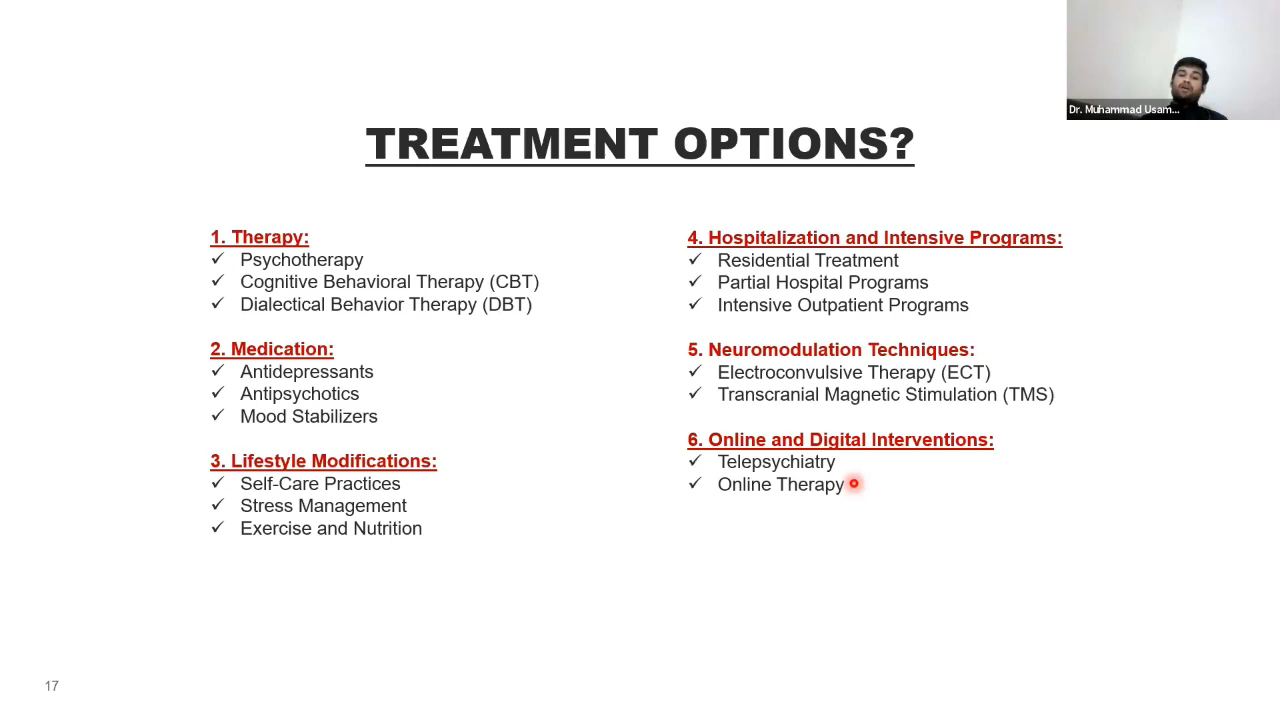 Dr. Muhammad Usam...
TREATMENT OPTIONS?
1. Therapy:
✓ Psychotherapy
✓ Cognitive Behavioral Therapy (CBT)
✓ Dialectical Behavior Therapy (DBT)
2. Medication:
✓ Antidepressants
✓ Antipsychotics
✓ Mood Stabilizers
3. Lifestyle Modifications:
✓ Self-Care Practices
✓ Stress Management
✓ Exercise and Nutrition
4. Hospitalization and Intensive Programs:
✓ Residential Treatment
✓ Partial Hospital Programs
✓ Intensive Outpatient Programs
5. Neuromodulation Techniques:
✓ Electroconvulsive Therapy (ECT)
✓ Transcranial Magnetic Stimulation (TMS)
6. Online and Digital Interventions:
✓ Telepsychiatry
✓ Online Therapy
17